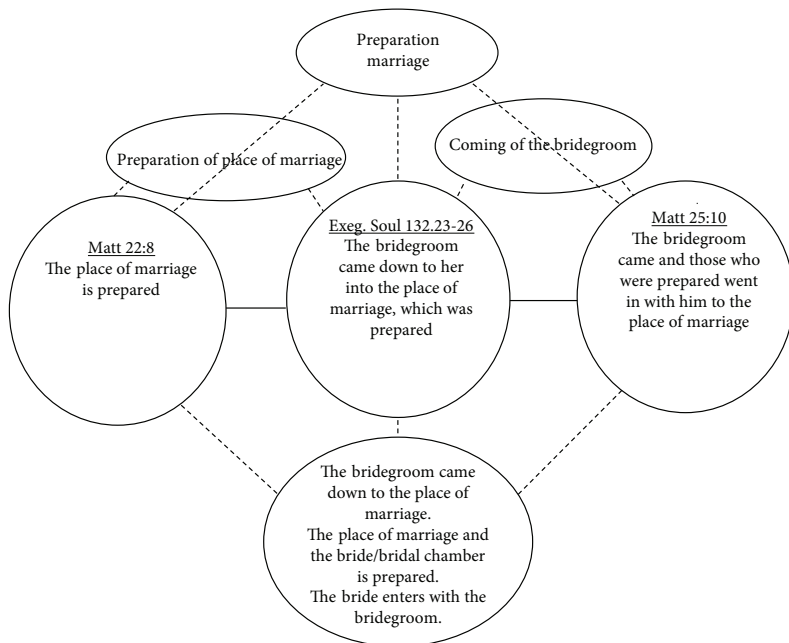 Preparation
marriage
Preparation of place of marriage
Coming of the bridegroom
Matt 22:8
The place of marriage
is prepared
Exeg. Soul 132.23-26
The bridegroom
came down to her
into the place of
marriage, which was
prepared
Matt 25:10
The bridegroom
came and those who
were prepared went
in with him to the
place of marriage
The bridegroom came
down to the place of
marriage.
The place of marriage and
the bride/bridal chamber
is prepared.
The bride enters with the
bridegroom.